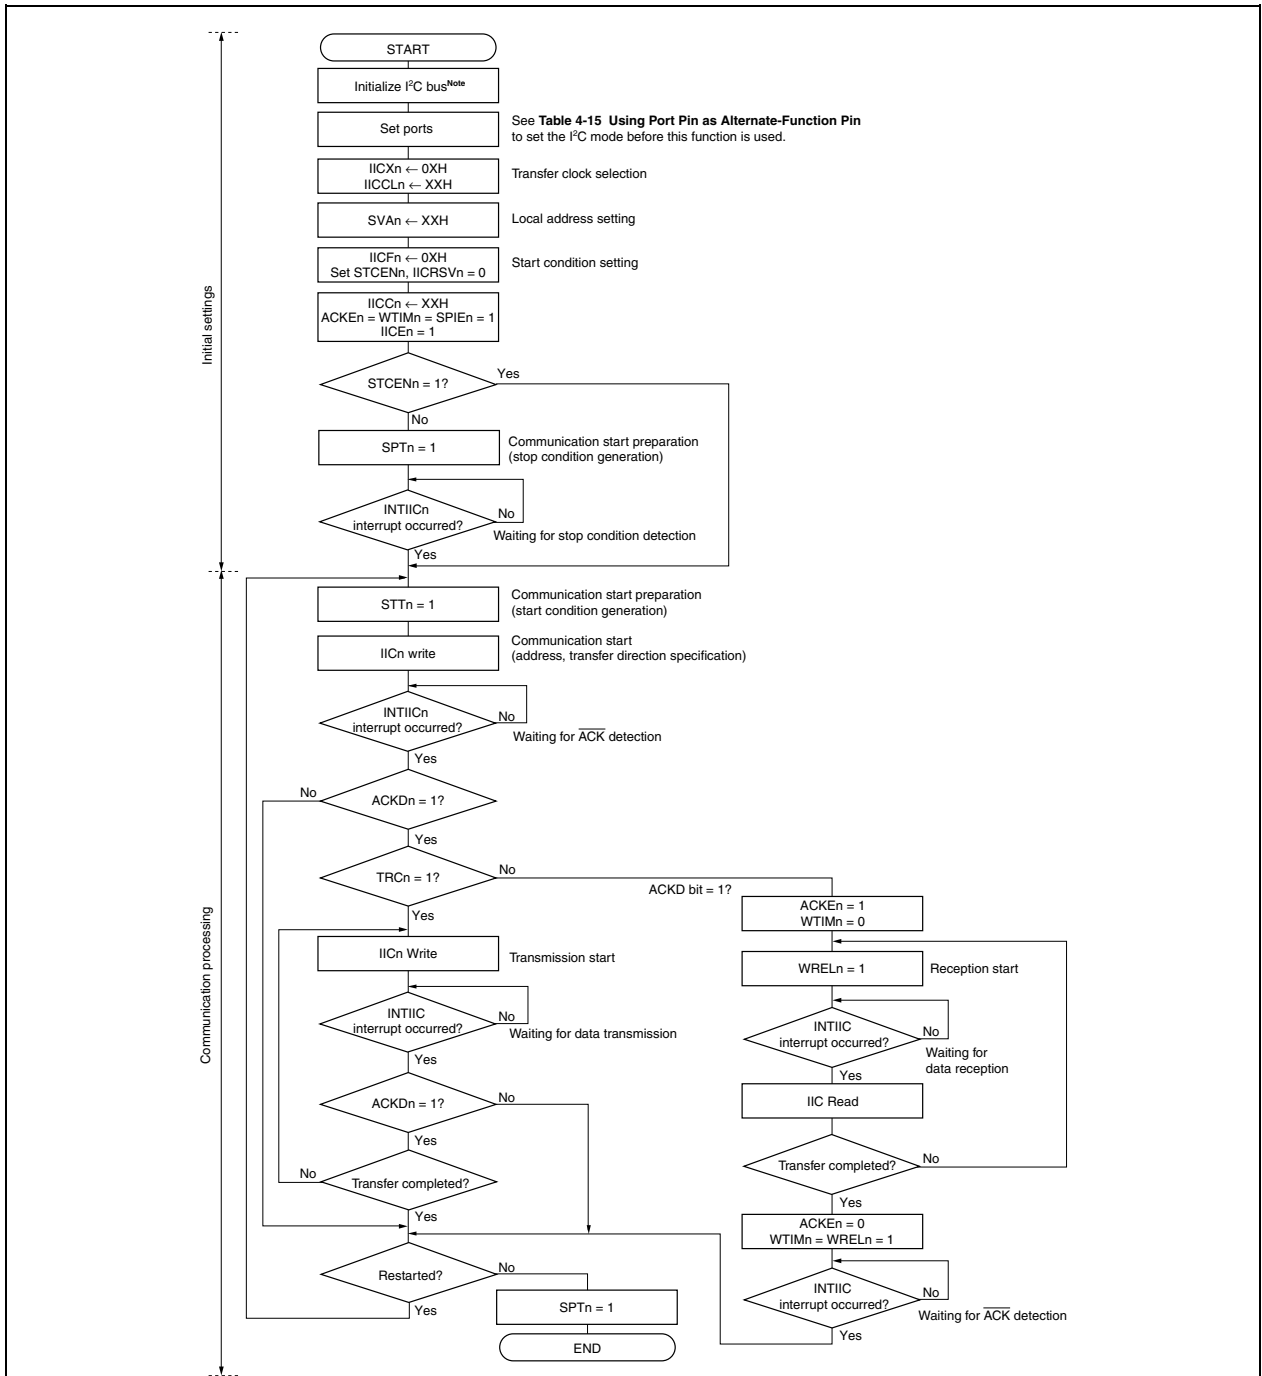 START
Initialize I²C busNote
Set ports
See Table 4-15 Using Port Pin as Alternate-Function Pin
to set the I²C mode before this function is used.
IICXn ← 0XH
IICCLn ← XXH
Transfer clock selection
SVAn ← XXH
Local address setting
IICFn ← 0XH
Set STCENn, IICRSVn = 0
Start condition setting
IICCn ← XXH
ACKEn = WTIMn = SPIEn = 1
IICEn = 1
Initial settings
STCENn = 1?
Yes
No
SPTn = 1
Communication start preparation
(stop condition generation)
INTIICn
interrupt occurred?
No
Waiting for stop condition detection
Yes
STTn = 1
Communication start preparation
(start condition generation)
IICn write
Communication start
(address, transfer direction specification)
INTIICn
interrupt occurred?
No
Waiting for A̅C̅K̅ detection
Yes
No
ACKDn = 1?
Yes
TRCn = 1?
No
ACKD bit = 1?
Yes
Communication processing
IICn Write
Transmission start
INTIIC
interrupt occurred?
No
Waiting for data transmission
Yes
ACKDn = 1?
No
Yes
No
Transfer completed?
Yes
Restarted?
No
Yes
SPTn = 1
END
ACKEn = 1
WTIMn = 0
WRELn = 1
Reception start
INTIIC
interrupt occurred?
No
Waiting for
data reception
Yes
IIC Read
Transfer completed?
No
Yes
ACKEn = 0
WTIMn = WRELn = 1
INTIIC
interrupt occurred?
No
Waiting for A̅C̅K̅ detection
Yes